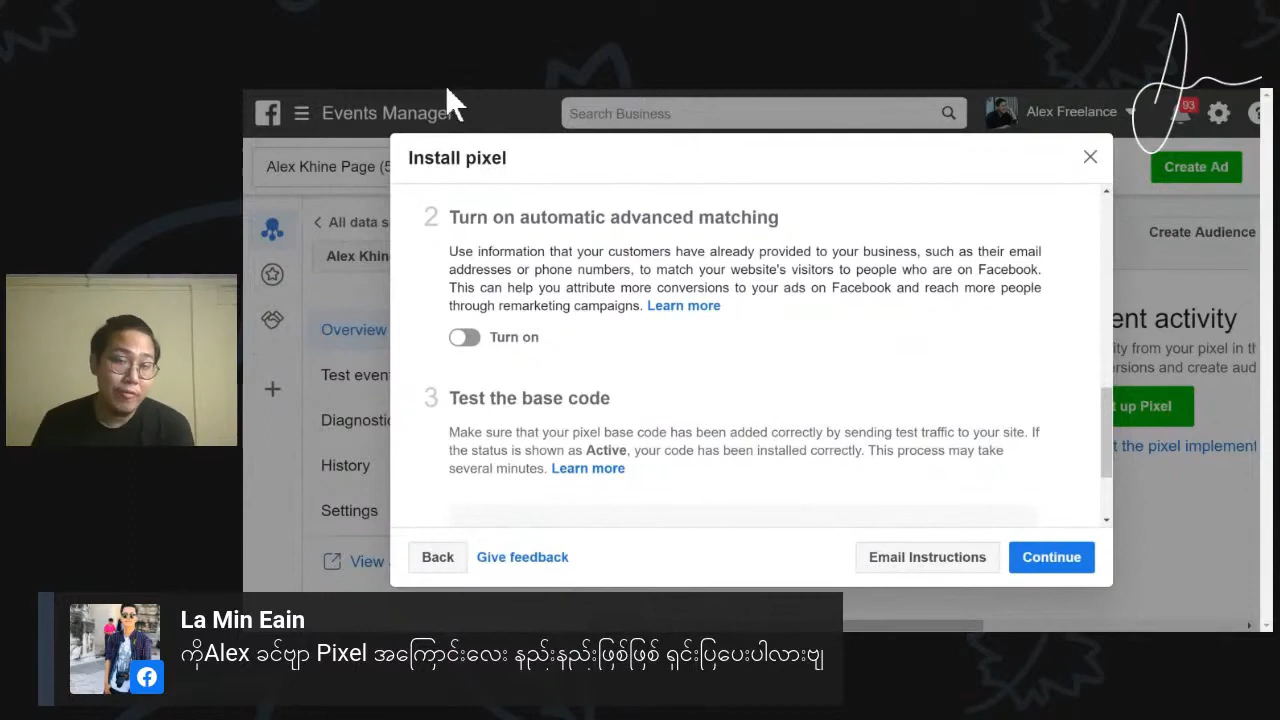 Events Manager
Search Business
Alex Freelance
93
Install pixel
Alex Khine Page (5
Create Ad
All data s
Alex Khin
Create Audience
2 Turn on automatic advanced matching
Use information that your customers have already provided to your business, such as their email
addresses or phone numbers, to match your website's visitors to people who are on Facebook.
This can help you attribute more conversions to your ads on Facebook and reach more people
through remarketing campaigns. Learn more
Turn on
Overview
Test even
Diagnostic
History
Settings
View
ent activity
ivity from your pixel in th
ersions and create aud
t up Pixel
t the pixel implement
3 Test the base code
Make sure that your pixel base code has been added correctly by sending test traffic to your site. If
the status is shown as Active, your code has been installed correctly. This process may take
several minutes. Learn more
Back
Give feedback
Email Instructions
Continue
La Min Eain
ကိုAlex ခင်ဗျာ Pixel အကြောင်းလေး နည်းနည်းဖြစ်ဖြစ် ရှင်းပြပေးပါလားဗျ